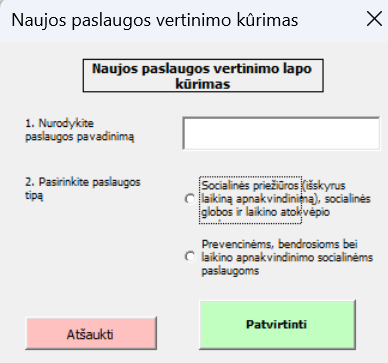 Naujos paslaugos vertinimo kūrimas
Naujos paslaugos vertinimo lapo
kūrimas
1. Nurodykite
paslaugos pavadinimą
2. Pasirinkite paslaugos
tipą
Socialinės priežiūros (išskyrus
laikiną apnakvindinimą), socialinės
globos ir laikino atokvėpio
Prevencinėms, bendrosioms bei
laikino apnakvindinimo socialinėms
paslaugoms
Atšaukti
Patvirtinti